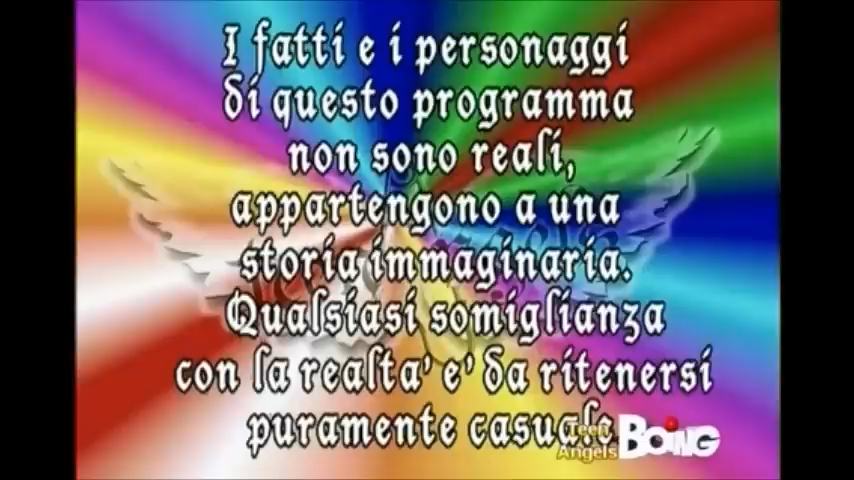 I fatti e i personaggi
di questo programma
non sono reali,
appartengono a una
storia immaginaria.
Qualsiasi somiglianza
con la realta' e' da ritenersi
puramente casuale
Teen
Angels
BOING